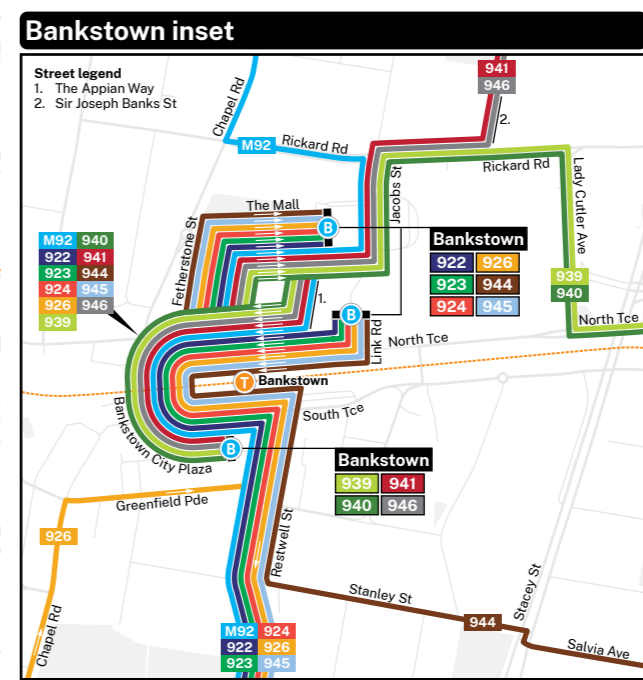 Bankstown inset
Street legend
1. The Appian Way
2. Sir Joseph Banks St
941
946
2.
Chapel Rd
M92
Rickard Rd
Rickard Rd
Lady Cutler Ave
Jacobs St
The Mall
Fetherstone St
B
Bankstown
922 926
923 944
924 945
M92 940
922 941
923 944
924 945
926 946
939
939
940
North Tce
1.
B
Link Rd
North Tce
T
Bankstown
South Tce
Bankstown City Plaza
B
Bankstown
939 941
940 946
Greenfield Pde
926
Restwell St
Stanley St
Stacey St
944
Salvia Ave
Chapel Rd
M92 924
922 926
923 945